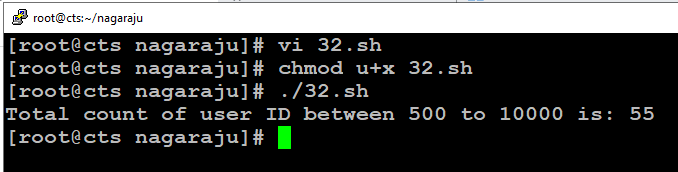 root@cts:~/nagaraju
[root@cts nagaraju]# vi 32.sh
[root@cts nagaraju]# chmod u+x 32.sh
[root@cts nagaraju]# ./32.sh
Total count of user ID between 500 to 10000 is: 55
[root@cts nagaraju]#